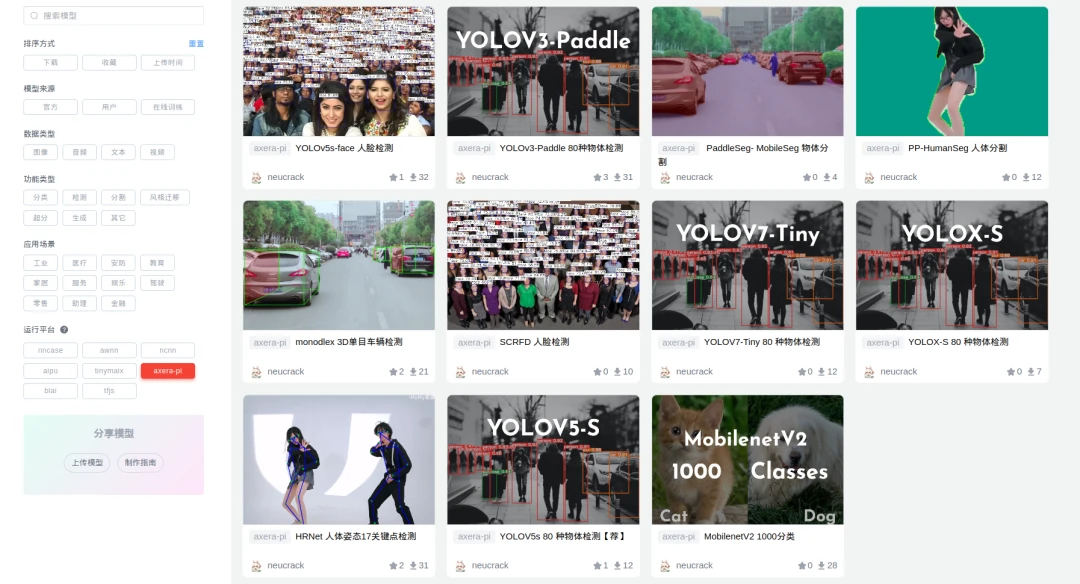 搜索模型
排序方式 重置
下载 收藏 上传时间
模型来源
官方 用户 在线训练
数据类型
图像 音频 文本 视频
功能类型
分类 检测 分割 风格迁移
超分 生成 其它
应用场景
工业 医疗 安防 教育
家居 服务 娱乐 驾驶
零售 助理 金融
运行平台 ?
nncase awnn ncnn
aipu tinymaix axera-pi
blai tfjs
分享模型
上传模型 制作指南
axera-pi YOLOv5s-face 人脸检测
neucrack 1 32
YOLOV3-Paddle
axera-pi YOLOv3-Paddle 80种物体检测
neucrack 3 31
axera-pi PaddleSeg- MobileSeg 物体分
割
neucrack 0 4
axera-pi PP-HumanSeg 人体分割
neucrack 0 12
axera-pi monodlex 3D单目车辆检测
neucrack 2 21
axera-pi SCRFD 人脸检测
neucrack 0 10
YOLOV7-Tiny
axera-pi YOLOV7-Tiny 80 种物体检测
neucrack 0 12
YOLOX-S
axera-pi YOLOX-S 80 种物体检测
neucrack 0 7
axera-pi HRNet 人体姿态17关键点检测
neucrack 2 31
YOLOV5-S
axera-pi YOLOV5s 80 种物体检测【荐】
neucrack 1 12
MobilenetV2
1000 Classes
Cat Dog
axera-pi MobilenetV2 1000分类
neucrack 0 28